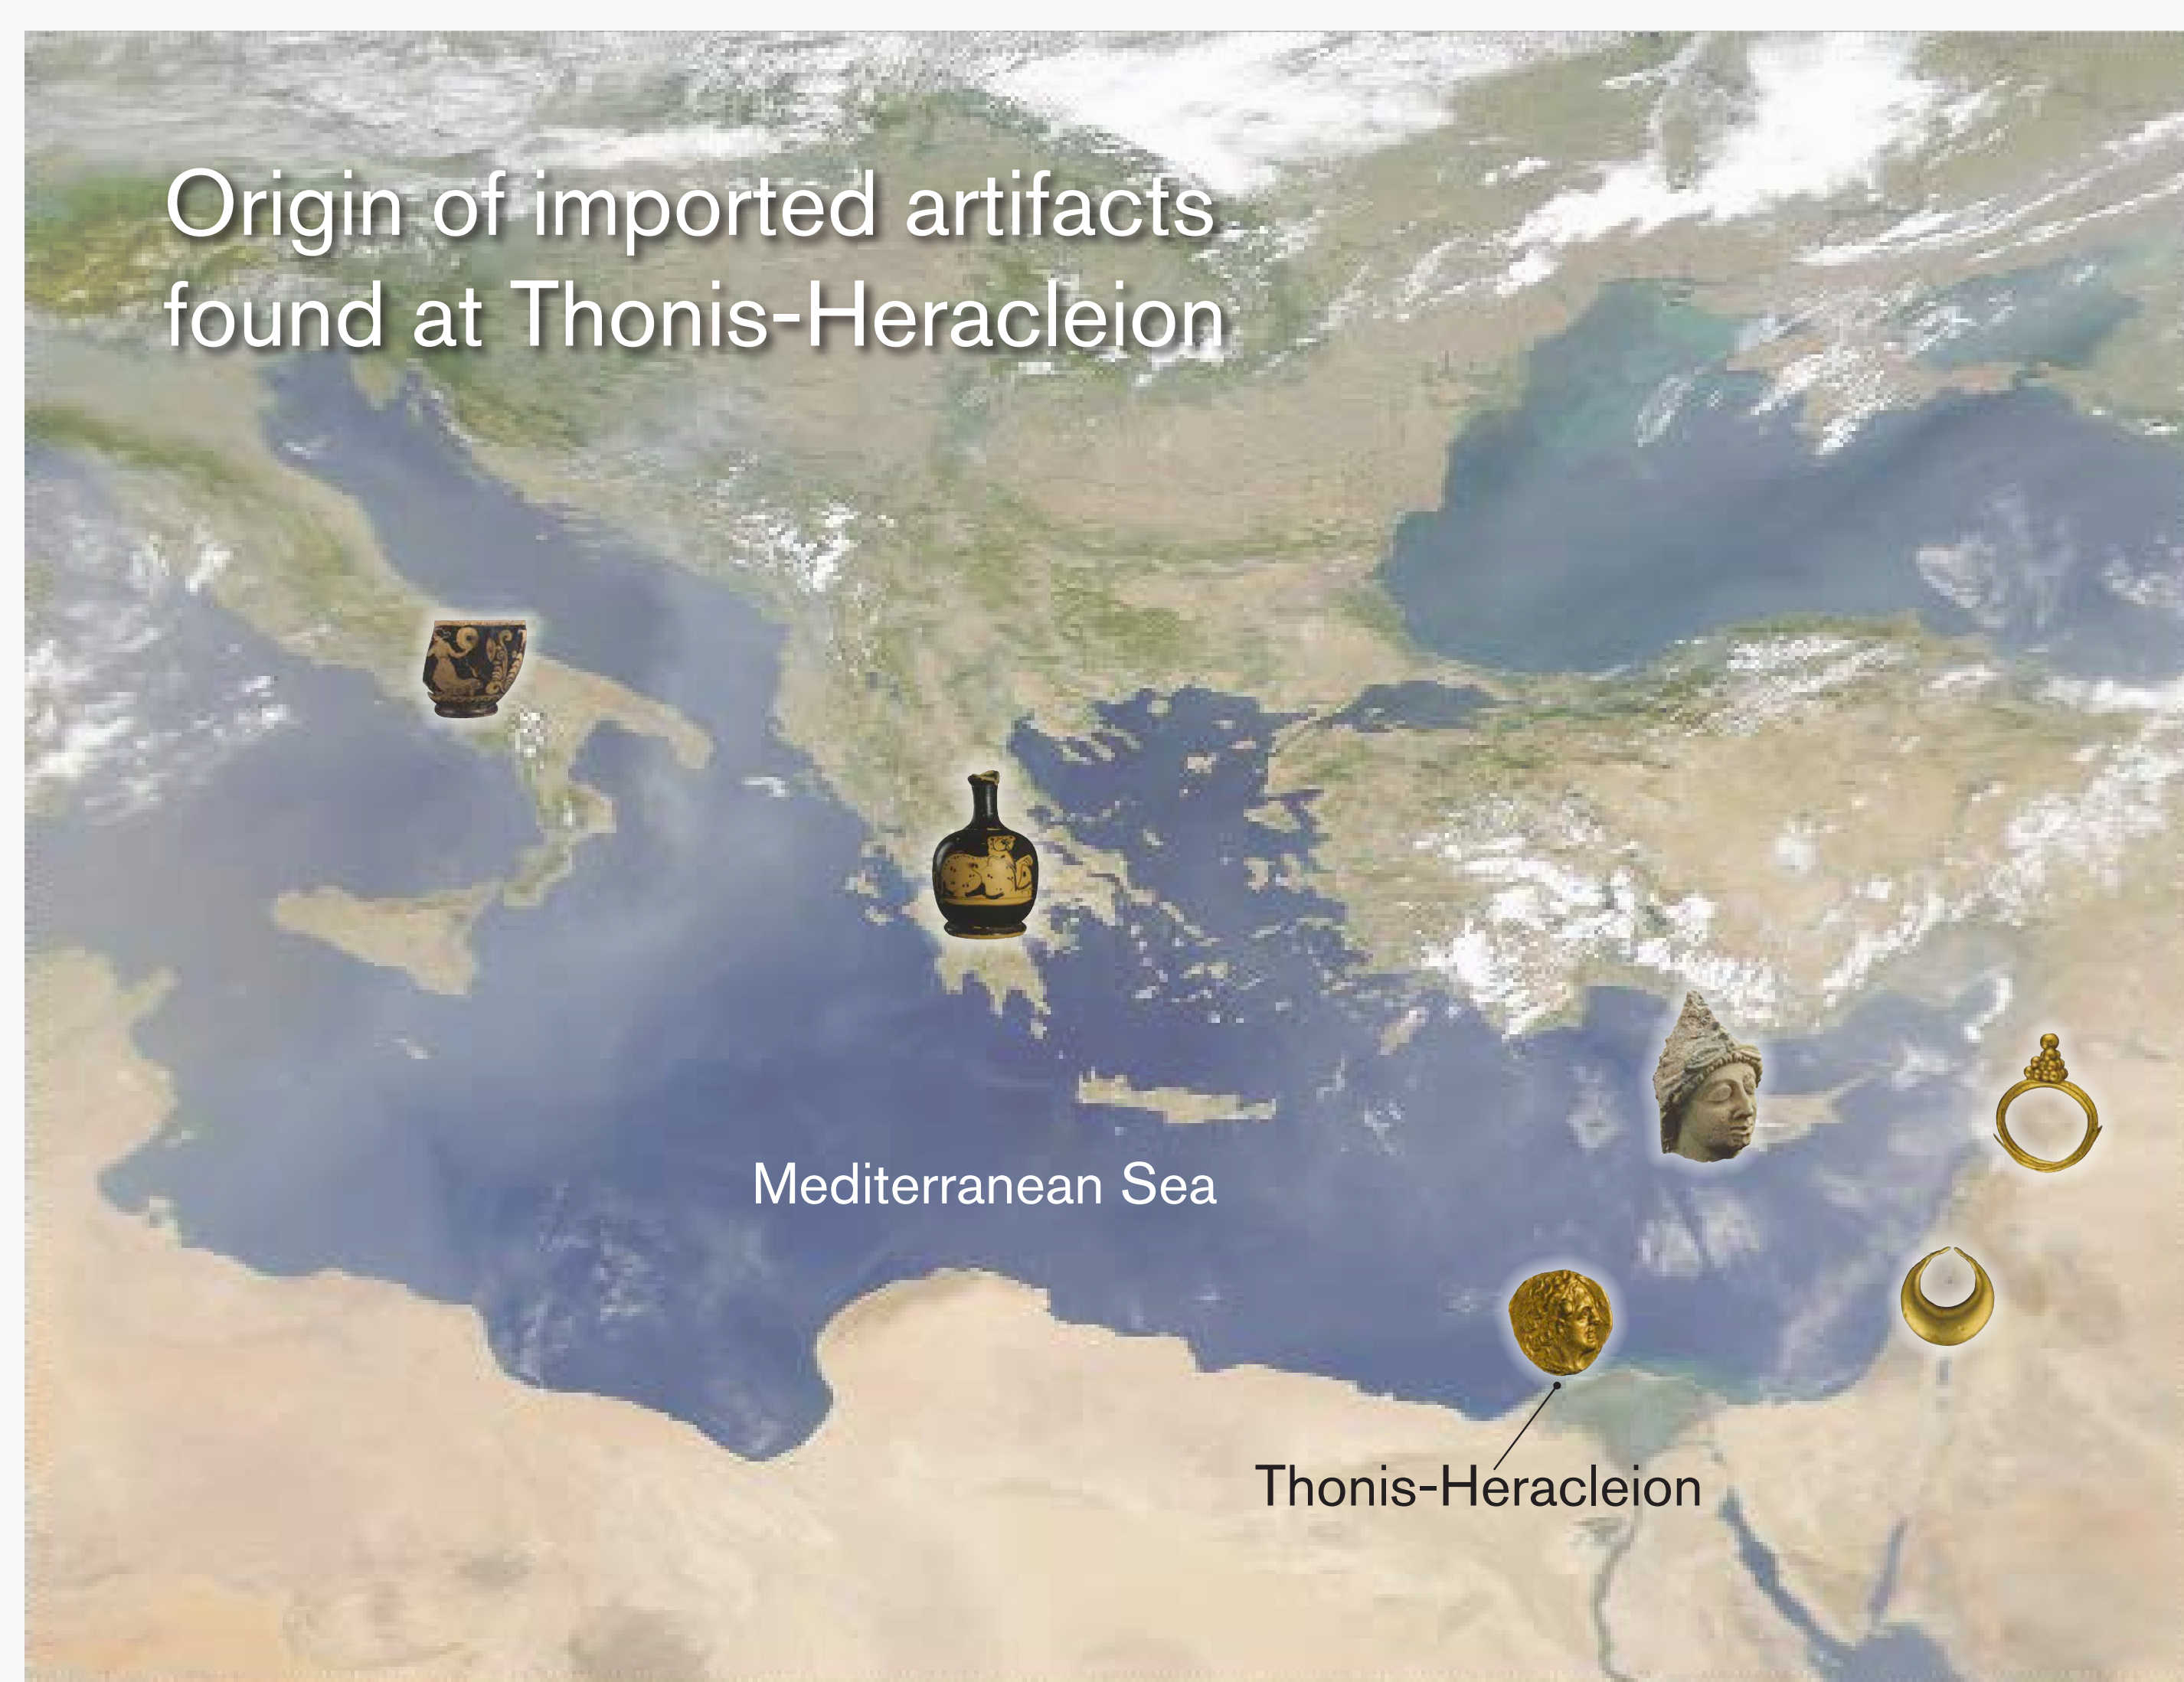 Origin of imported artifacts
found at Thonis-Heracleion
Mediterranean Sea
Thonis-Heracleion